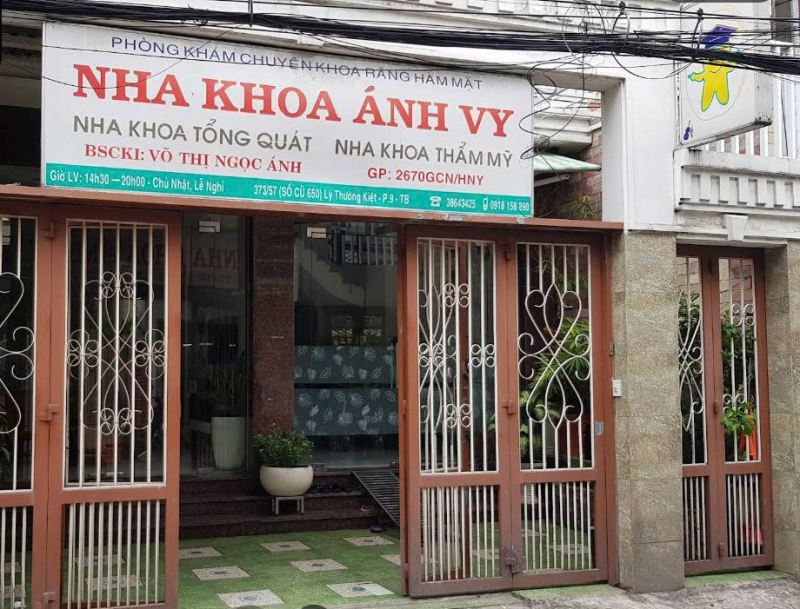 PHÒNG KHÁM CHUYÊN KHOA RĂNG HÀM MẶT
NHA KHOA ÁNH VY
NHA KHOA TỔNG QUÁT NHA KHOA THẨM MỸ
BSCKI: VÕ THỊ NGỌC ÁNH GP: 2670GCN/HNY
Giờ LV: 14h30 – 20h00 - Chủ Nhật, Lễ Nghỉ 373/57 (SỐ CŨ 650) Lý Thường Kiệt - P.9 - TB 38643425 0918 158 890